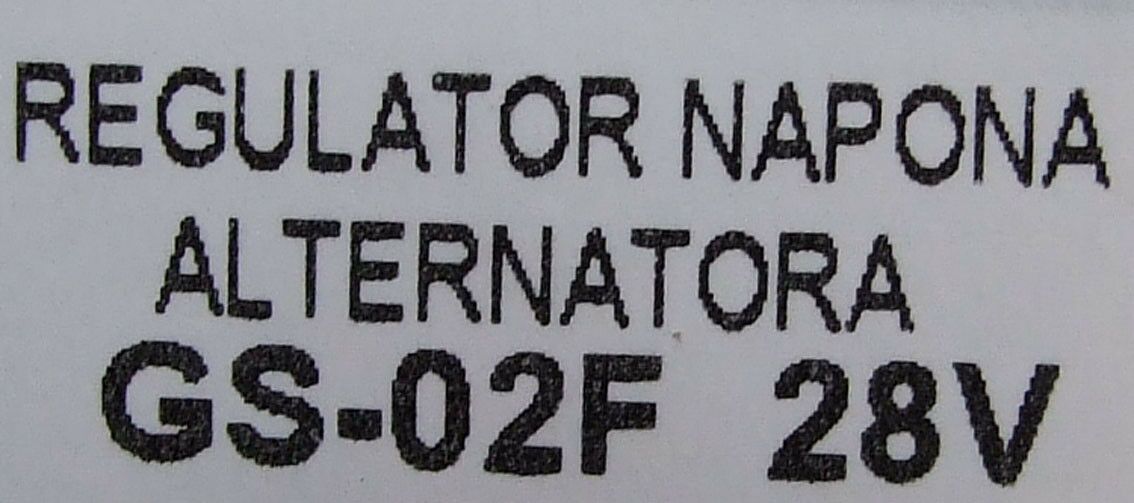 REGULATOR NAPONA
ALTERNATORA
GS-02F 28V